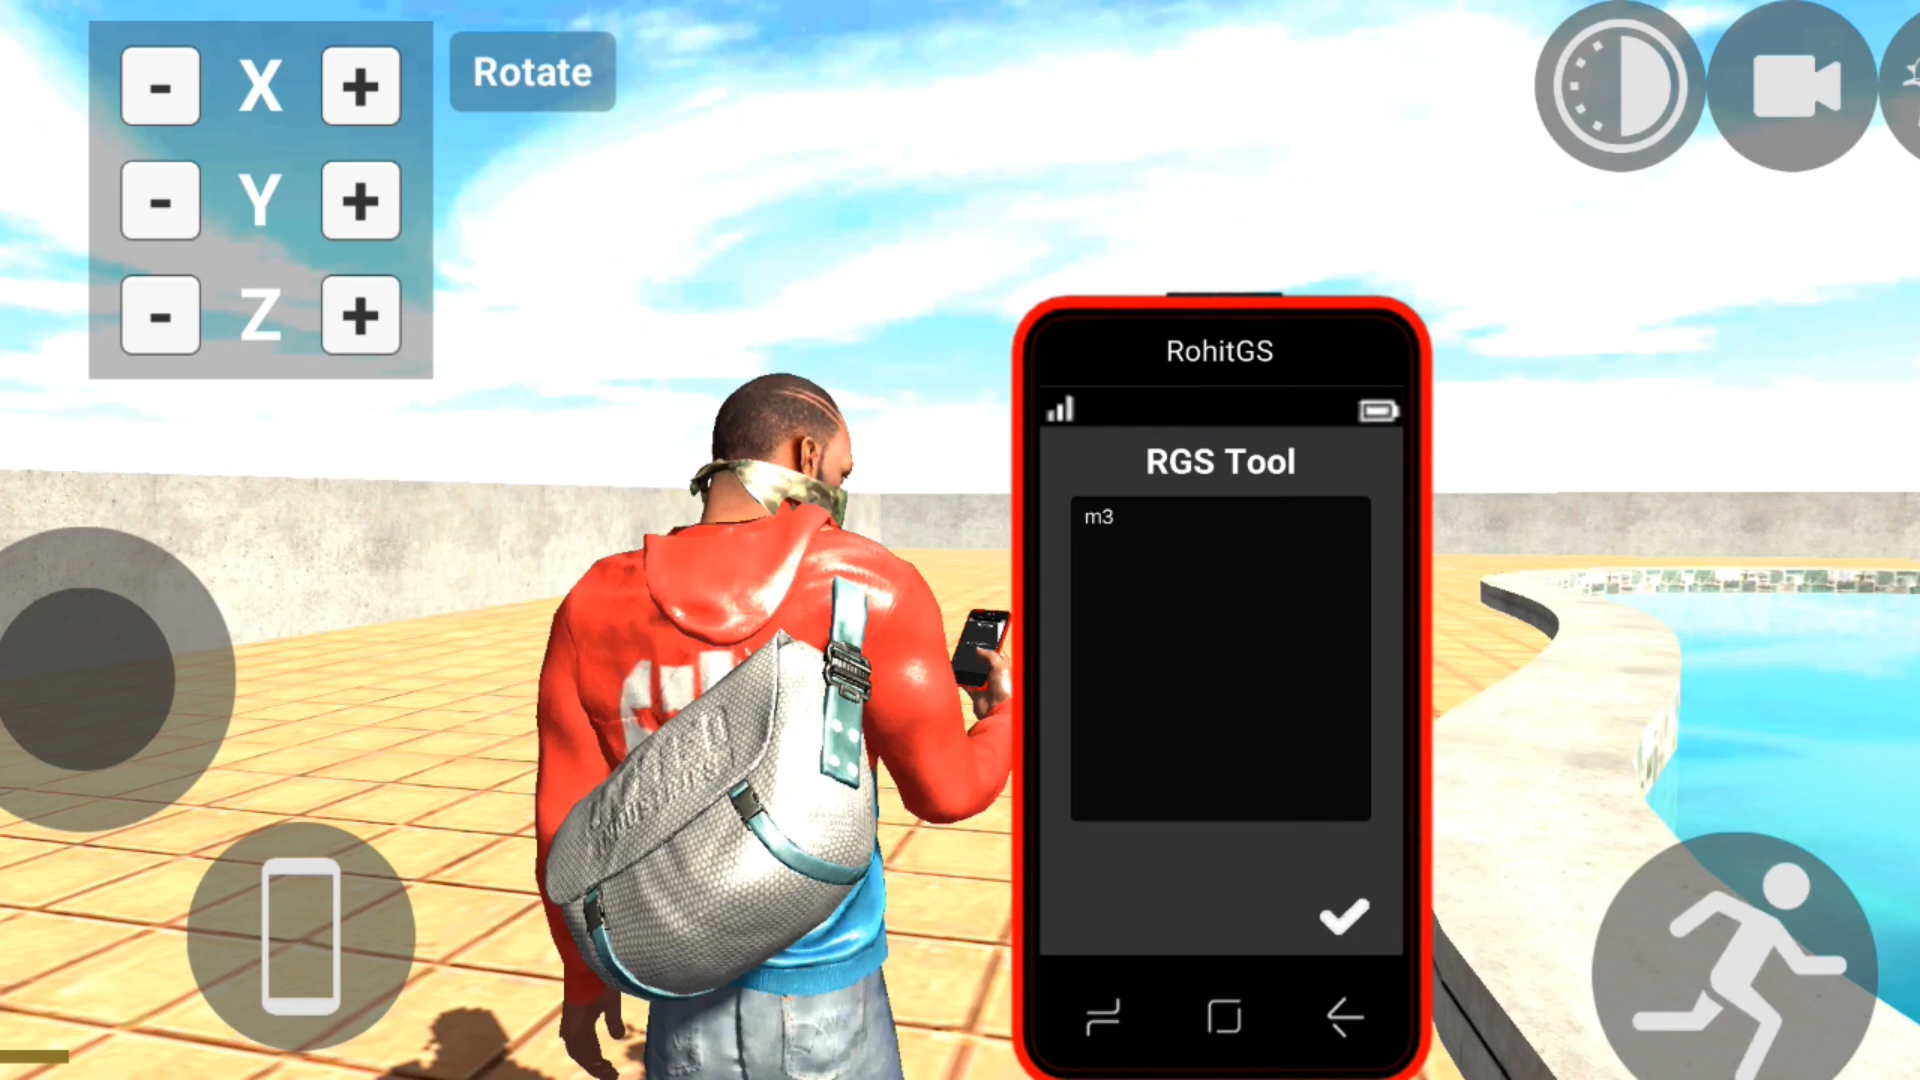 - X +
Rotate
- Y +
- Z +
RohitGS
RGS Tool
m3